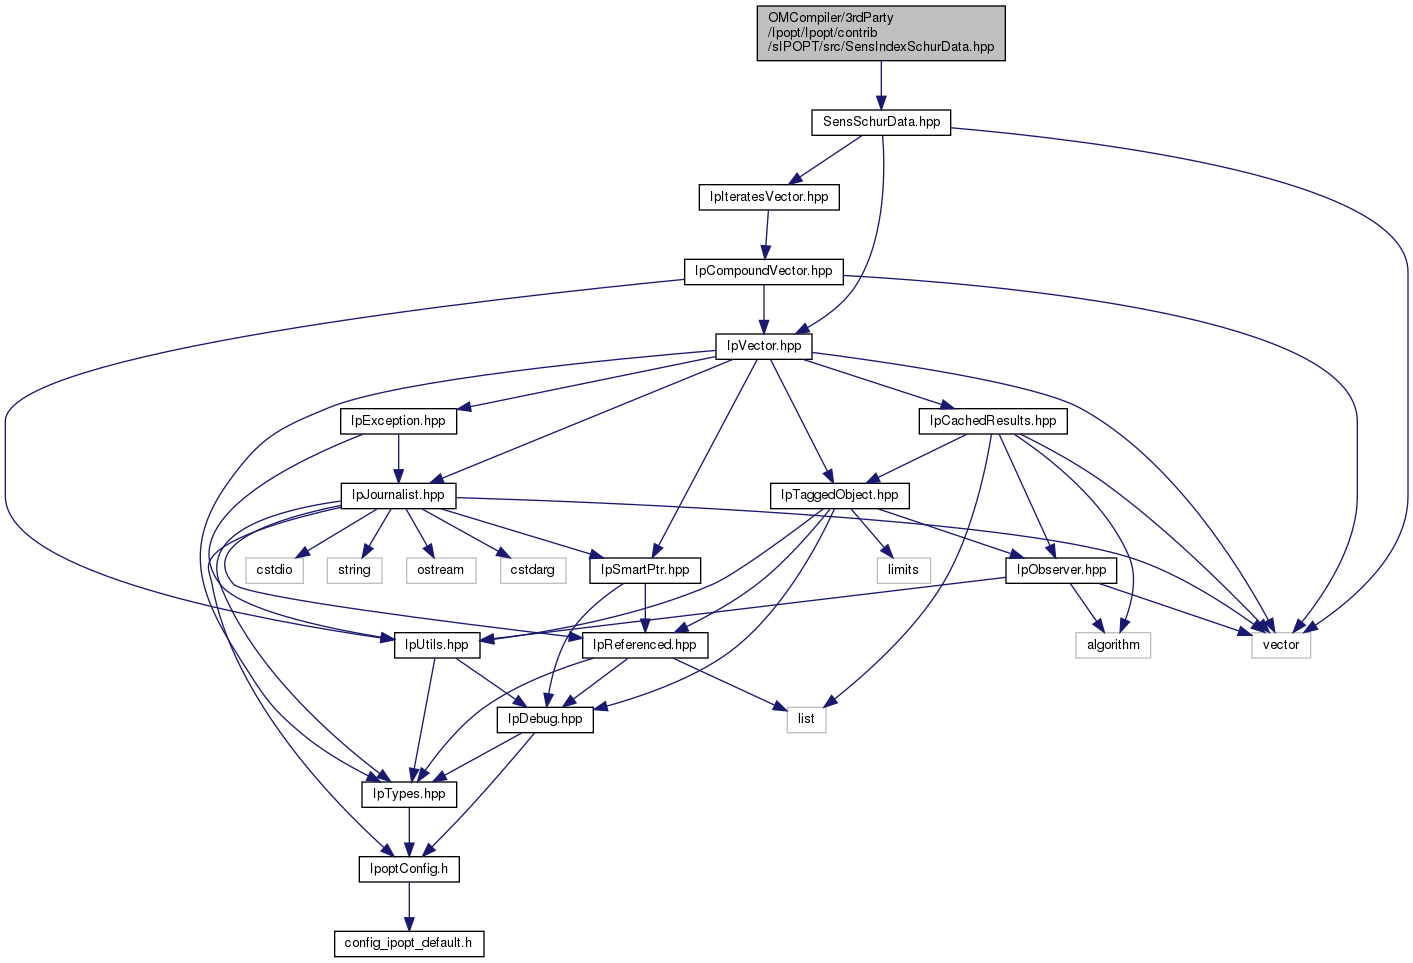 OMCompiler/3rdParty
/Ipopt/Ipopt/contrib
/sIPOPT/src/SensIndexSchurData.hpp
SensSchurData.hpp
IpIteratesVector.hpp
IpCompoundVector.hpp
IpVector.hpp
IpException.hpp
IpCachedResults.hpp
IpJournalist.hpp
IpTaggedObject.hpp
cstdio
string
ostream
cstdarg
IpSmartPtr.hpp
limits
IpObserver.hpp
IpUtils.hpp
IpReferenced.hpp
algorithm
vector
IpDebug.hpp
list
IpTypes.hpp
IpoptConfig.h
config_ipopt_default.h